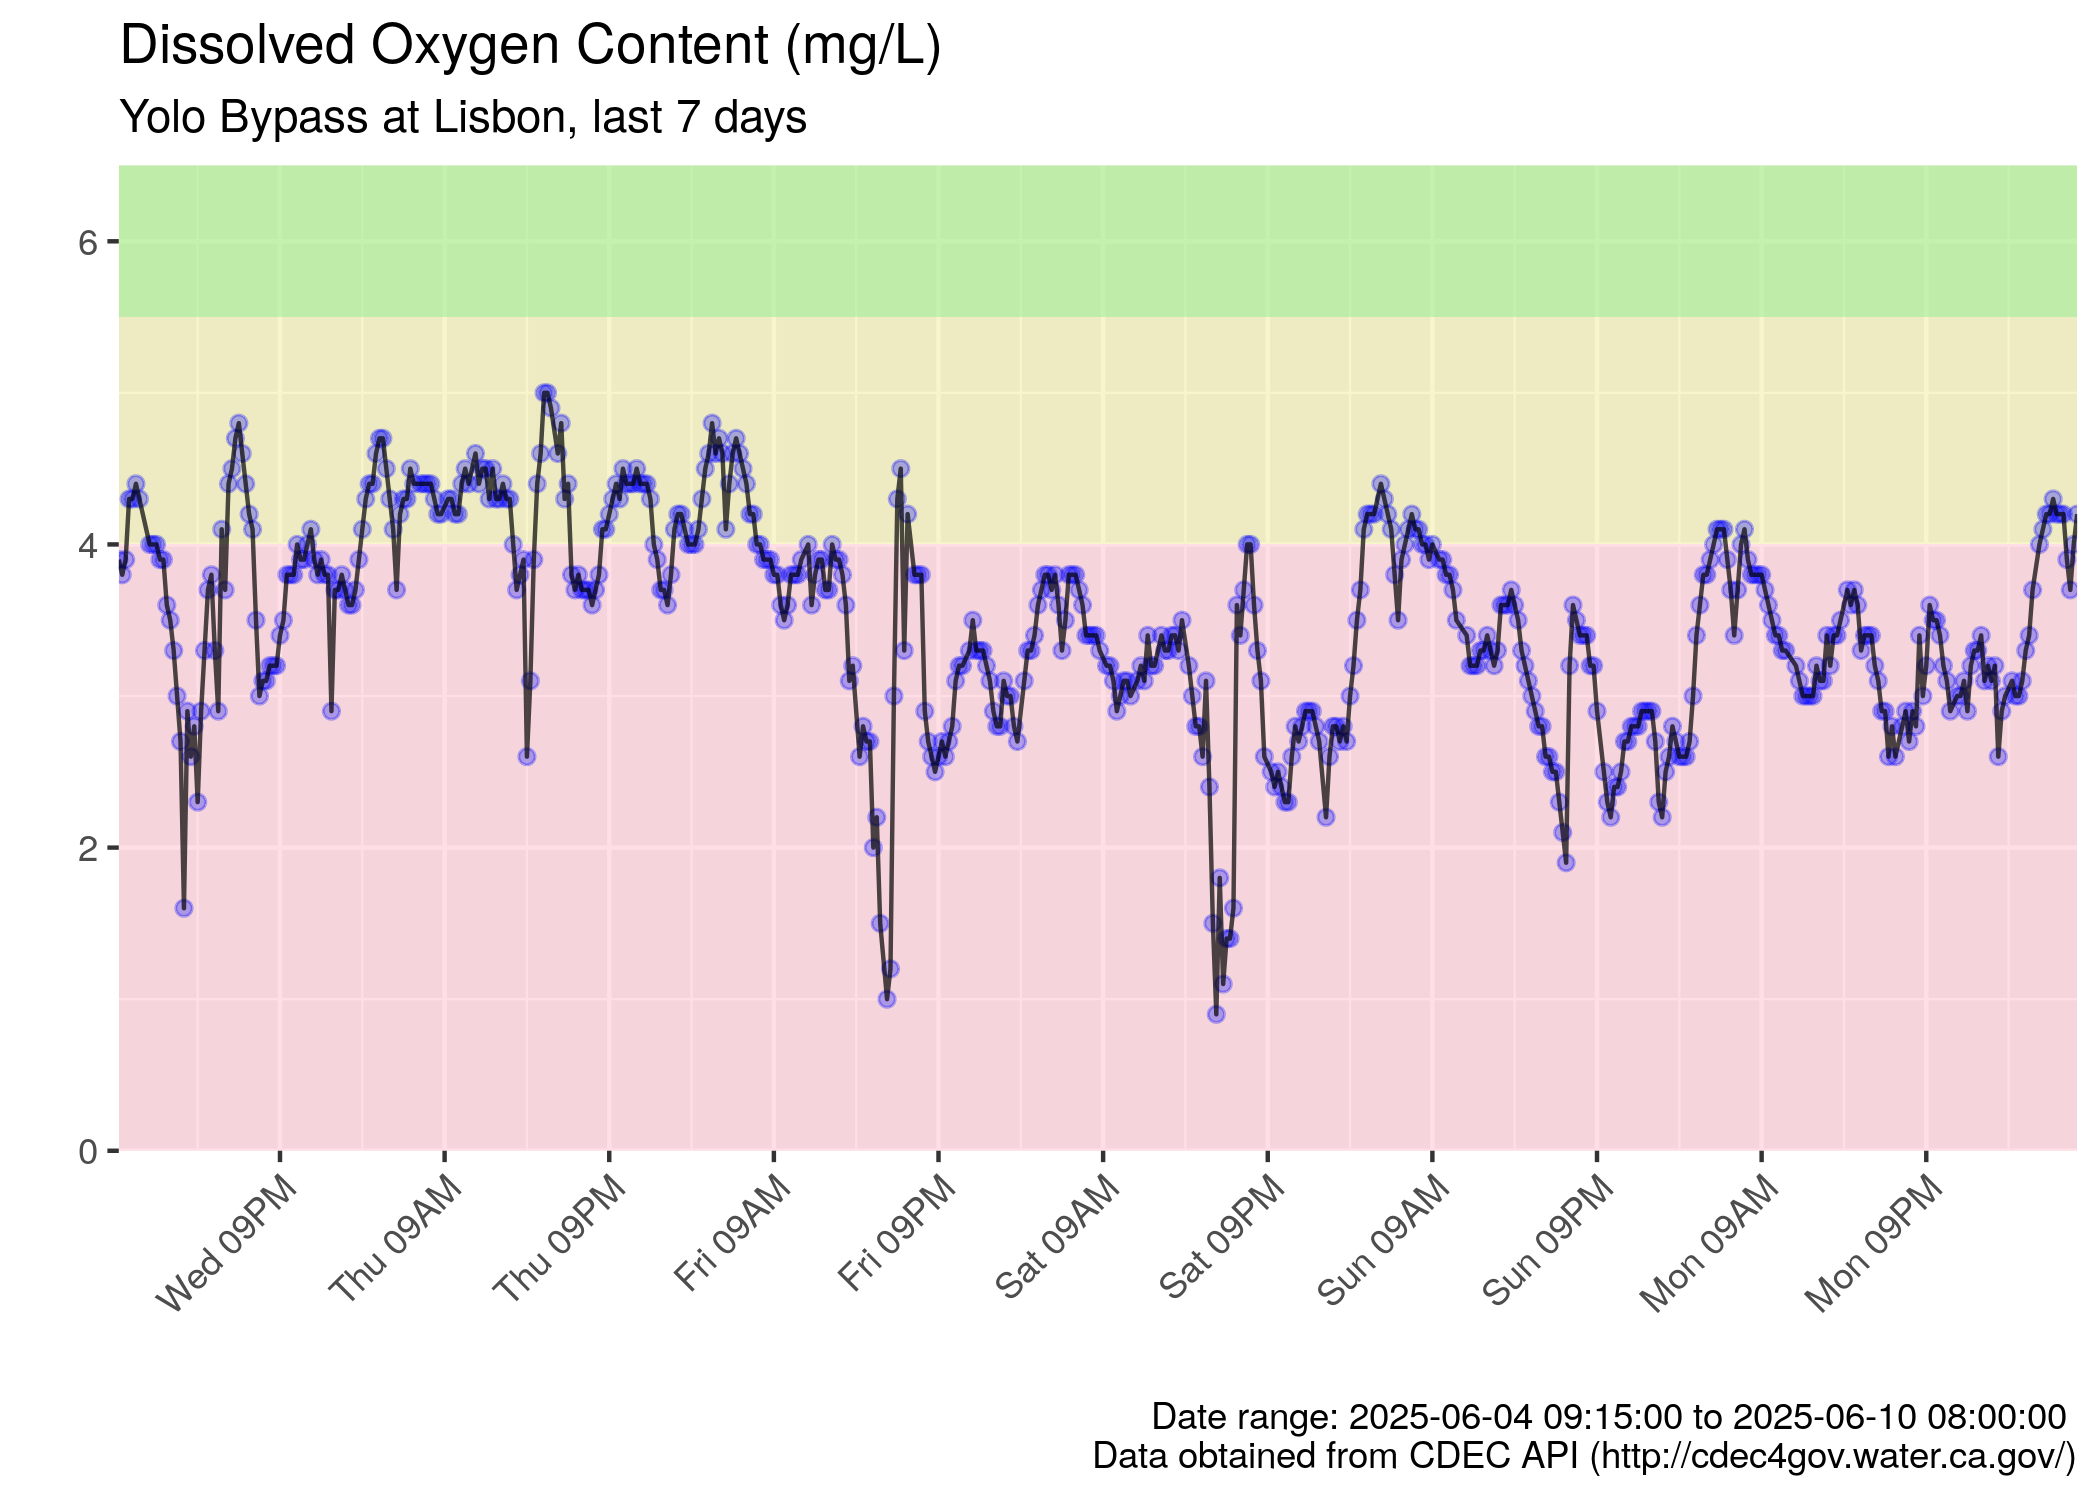 Dissolved Oxygen Content (mg/L)
Yolo Bypass at Lisbon, last 7 days
6
4
2
0
Wed 09PM
Thu 09AM
Thu 09PM
Fri 09AM
Fri 09PM
Sat 09AM
Sat 09PM
Sun 09AM
Sun 09PM
Mon 09AM
Mon 09PM
Date range: 2025-06-04 09:15:00 to 2025-06-10 08:00:00
Data obtained from CDEC API (http://cdec4gov.water.ca.gov/)